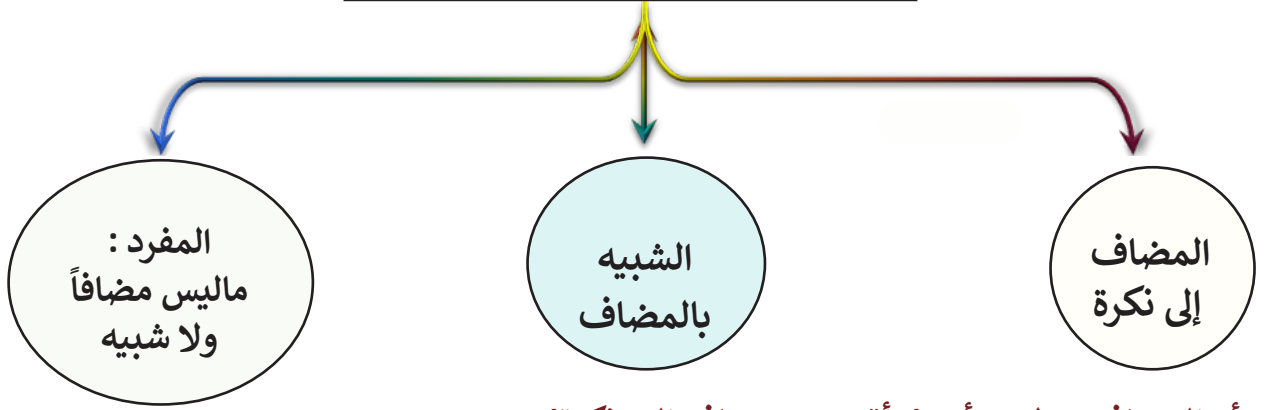 المضاف
إلى نكرة
الشبيه
بالمضاف
المفرد :
ماليس مضافاً
ولا شبيه